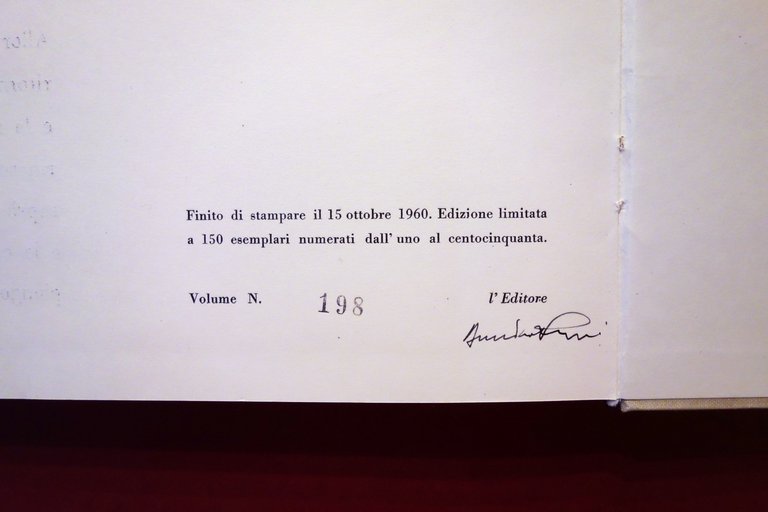 Finito di stampare il 15 ottobre 1960. Edizione limitata
a 150 esemplari numerati dall'uno al centocinquanta.
Volume N. 198 l'Editore